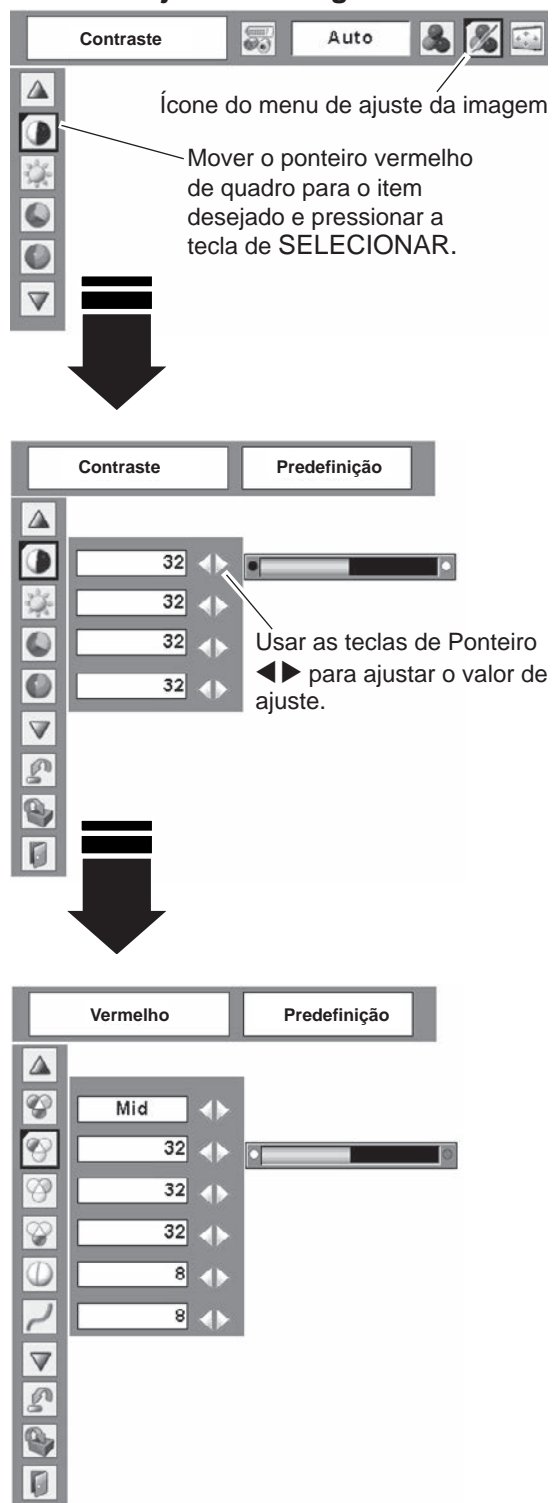 Contraste
Auto
Ícone do menu de ajuste da imagem
Mover o ponteiro vermelho
de quadro para o item
desejado e pressionar a
tecla de SELECIONAR.
Contraste
Predefinição
32
32
32
32
Usar as teclas de Ponteiro
◀▶ para ajustar o valor de
ajuste.
Vermelho
Predefinição
Mid
32
32
32
8
8